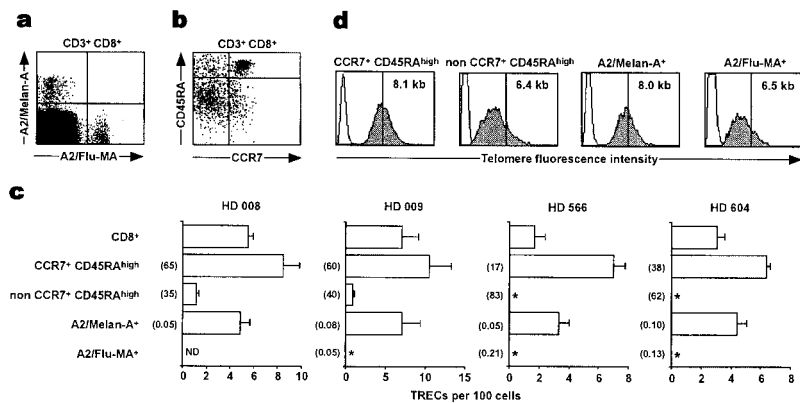 a
CD3+ CD8+
A2/Melan-A
A2/Flu-MA
b
CD3+ CD8+
CD45RA
CCR7
d
CCR7+ CD45RAhigh
8.1 kb
non CCR7+ CD45RAhigh
6.4 kb
A2/Melan-A+
8.0 kb
A2/Flu-MA+
6.5 kb
Telomere fluorescence intensity
c
HD 008 HD 009 HD 566 HD 604
CD8+
CCR7+ CD45RAhigh (65) (60) (17) (38)
non CCR7+ CD45RAhigh (35) (40) (83) * (62) *
A2/Melan-A+ (0.05) (0.08) (0.05) (0.10)
A2/Flu-MA+ ND (0.05) * (0.21) * (0.13) *
0 2 4 6 8 10 0 5 10 15 0 2 4 6 8 0 2 4 6 8
TRECs per 100 cells